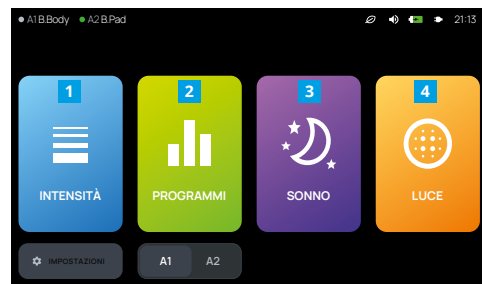 A1 B.Body A2 B.Pad 21:13
1 2 3 4
INTENSITÀ PROGRAMMI SONNO LUCE
IMPOSTAZIONI A1 A2